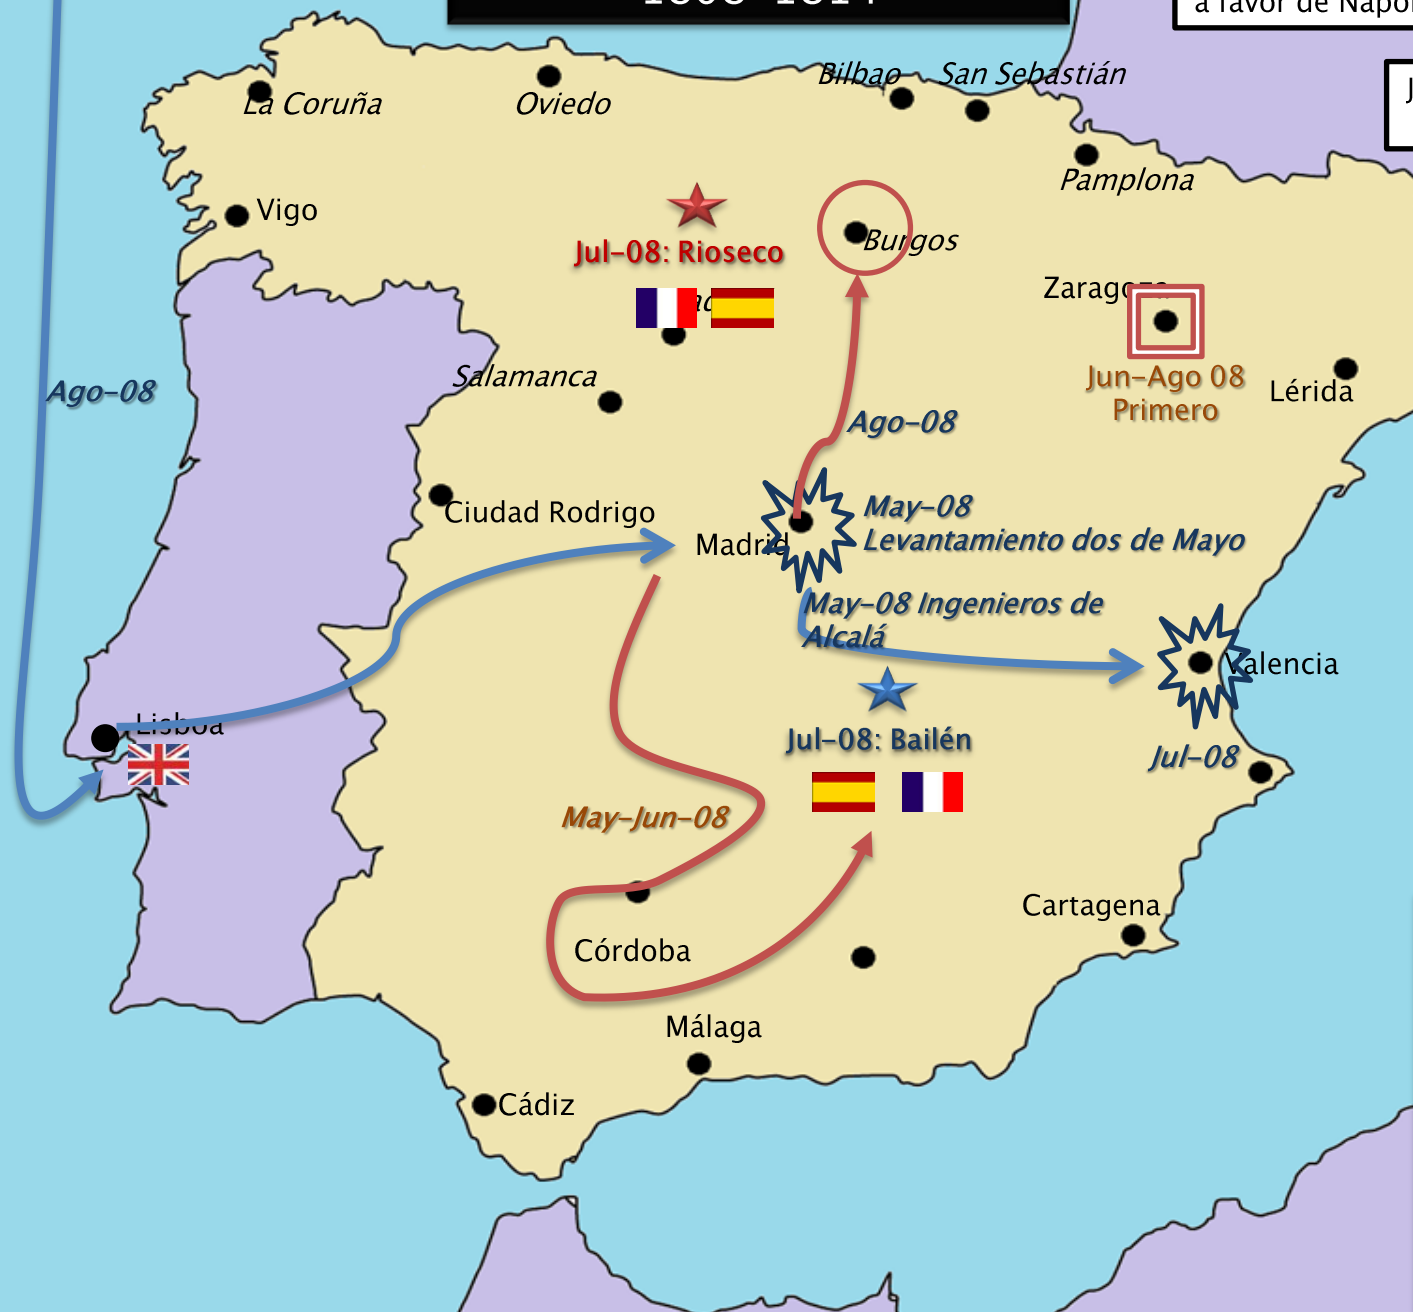 1808-1814
Bilbao
San Sebastián
La Coruña
Oviedo
Pamplona
Vigo
Burgos
Jul-08: Rioseco
Zaragoza
Salamanca
Jun-Ago 08
Primero
Lérida
Ago-08
Ago-08
Ciudad Rodrigo
May-08
Levantamiento dos de Mayo
Madrid
May-08 Ingenieros de
Alcalá
Valencia
Lisboa
Jul-08: Bailén
Jul-08
May-Jun-08
Cartagena
Córdoba
Málaga
Cádiz